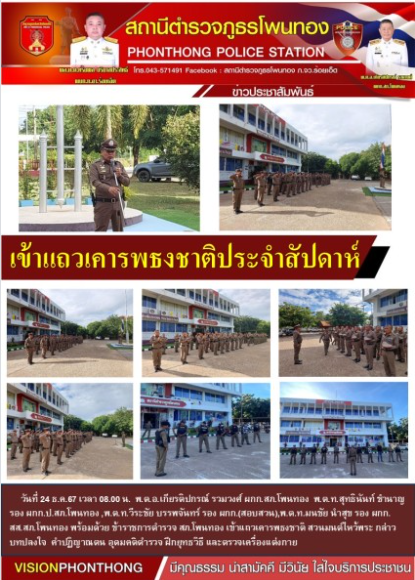 สถานีตำรวจภูธรโพนทอง
PHONTHONG POLICE STATION
โทร.043-571491 Facebook : สถานีตำรวจภูธรโพนทอง ภ.จว.ร้อยเอ็ด
ข่าวประชาสัมพันธ์
เข้าแถวเคารพธงชาติประจำสัปดาห์
วันที่ 24 ธ.ค.67 เวลา 08.00 น. พ.ต.อ.เกียรติปกรณ์ รวมวงศ์ ผกก.สภ.โพนทอง พ.ต.ท.สุทธินันท์ ชำนาญ
รอง ผกก.ป.สภ.โพนทอง ,พ.ต.ท.วีระชัย บรรพจันทร์ รอง ผกก.(สอบสวน),พ.ต.ท.มนชัย นำสุข รอง ผกก.
สส.สภ.โพนทอง พร้อมด้วย ข้าราชการตำรวจ สภ.โพนทอง เข้าแถวเคารพธงชาติ สวดมนต์ไหว้พระ กล่าว
บทปลงใจ คำปฏิญาณตน อุดมคติตำรวจ ฝึกยุทธวิธี และตรวจเครื่องแต่งกาย
VISIONPHONTHONG มีคุณธรรม นำสามัคคี มีวินัย ใส่ใจบริการประชาชน